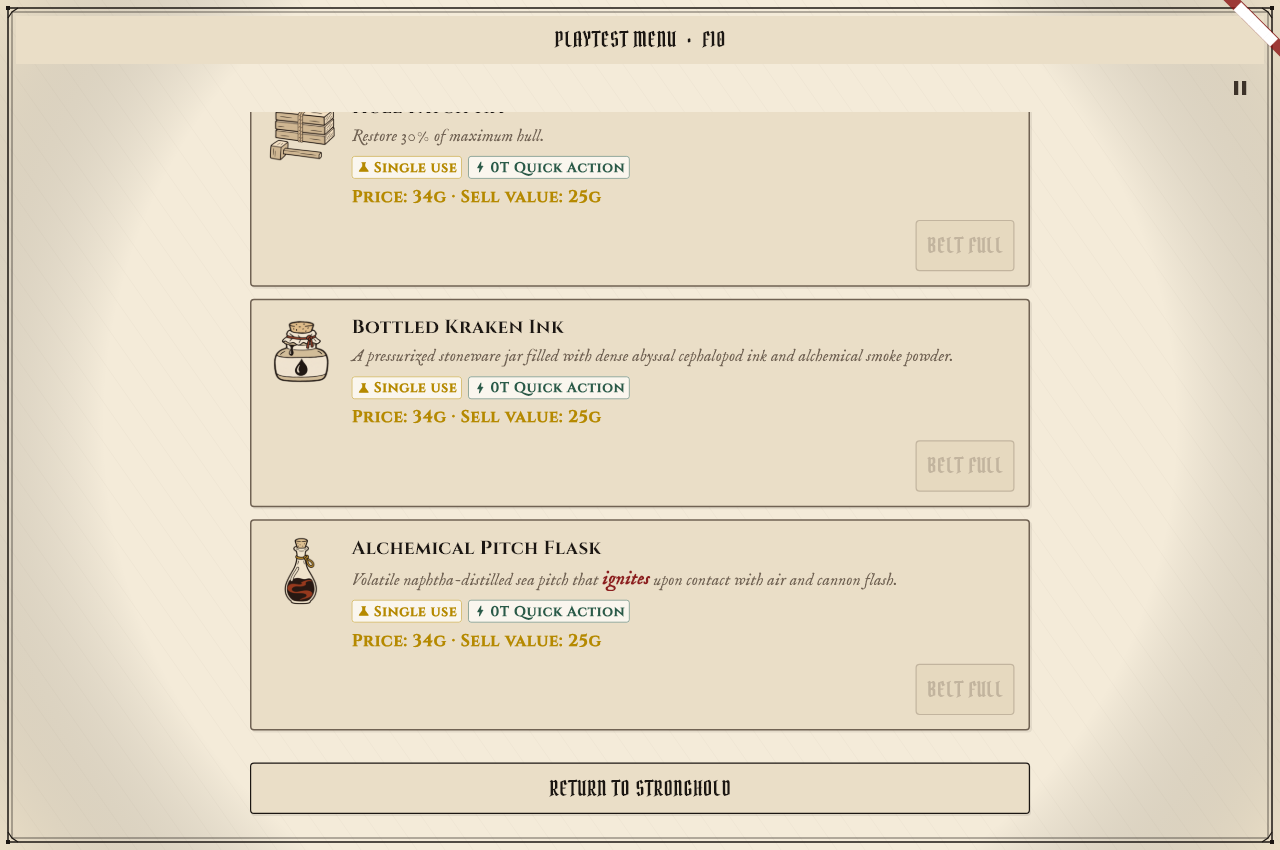 PLAYTEST MENU · F10
Restore 30% of maximum hull.
Single use
0T Quick Action
Price: 34g · Sell value: 25g
BELT FULL
Bottled Kraken Ink
A pressurized stoneware jar filled with dense abyssal cephalopod ink and alchemical smoke powder.
Single use
0T Quick Action
Price: 34g · Sell value: 25g
BELT FULL
Alchemical Pitch Flask
Volatile naphtha-distilled sea pitch that ignites upon contact with air and cannon flash.
Single use
0T Quick Action
Price: 34g · Sell value: 25g
BELT FULL
RETURN TO STRONGHOLD